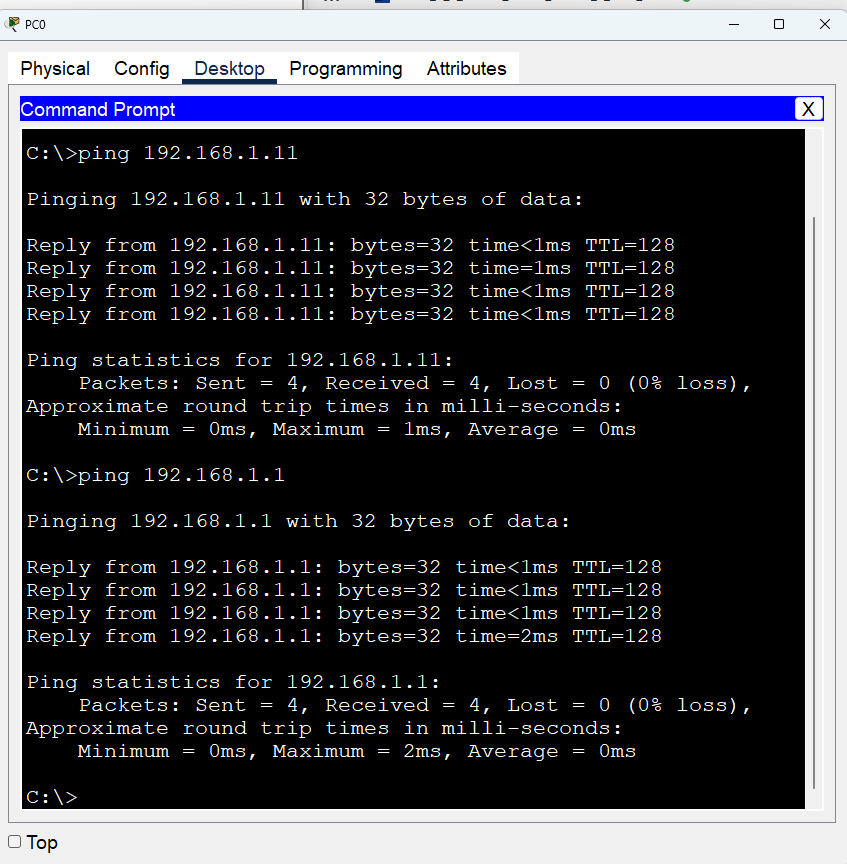 PC0
Physical Config Desktop Programming Attributes
Command Prompt X
C:\>ping 192.168.1.11
Pinging 192.168.1.11 with 32 bytes of data:
Reply from 192.168.1.11: bytes=32 time<1ms TTL=128
Reply from 192.168.1.11: bytes=32 time=1ms TTL=128
Reply from 192.168.1.11: bytes=32 time<1ms TTL=128
Reply from 192.168.1.11: bytes=32 time<1ms TTL=128
Ping statistics for 192.168.1.11:
Packets: Sent = 4, Received = 4, Lost = 0 (0% loss),
Approximate round trip times in milli-seconds:
Minimum = 0ms, Maximum = 1ms, Average = 0ms
C:\>ping 192.168.1.1
Pinging 192.168.1.1 with 32 bytes of data:
Reply from 192.168.1.1: bytes=32 time<1ms TTL=128
Reply from 192.168.1.1: bytes=32 time<1ms TTL=128
Reply from 192.168.1.1: bytes=32 time<1ms TTL=128
Reply from 192.168.1.1: bytes=32 time=2ms TTL=128
Ping statistics for 192.168.1.1:
Packets: Sent = 4, Received = 4, Lost = 0 (0% loss),
Approximate round trip times in milli-seconds:
Minimum = 0ms, Maximum = 2ms, Average = 0ms
C:\>
Top